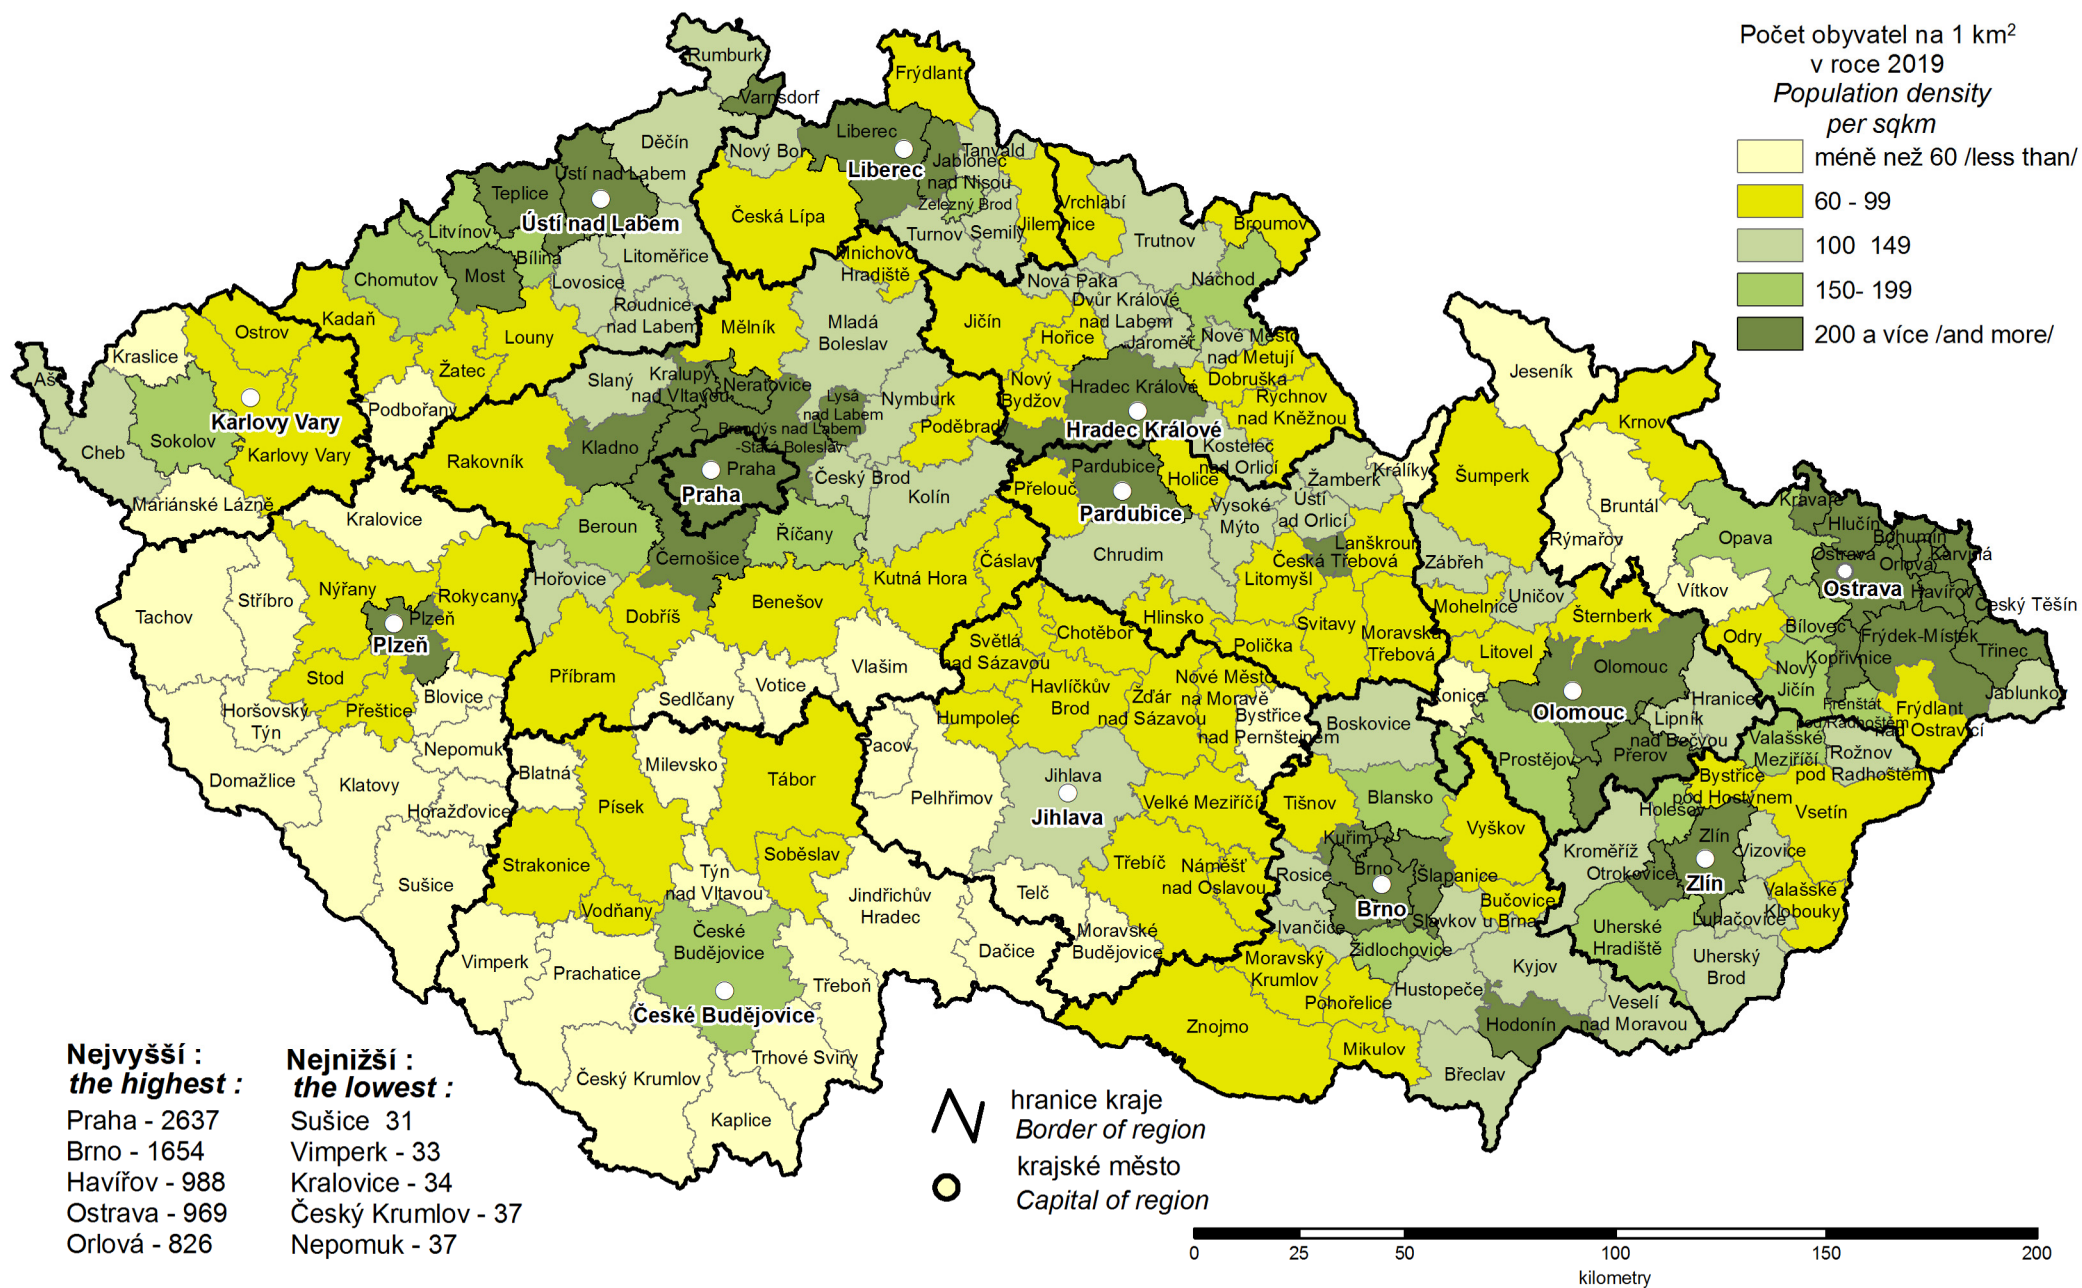 Počet obyvatel na 1 km²
v roce 2019
Population density
per sqkm
méně než 60 /less than/
60 - 99
100 149
150- 199
200 a více /and more/
Rumburk
Varnsdorf
Frýdlant
Děčín
Nový Bor
Liberec
Liberec
Tanvald
Jablonec
nad Nisou
Železný Brod
Ústí nad Labem
Ústí nad Labem
Teplice
Česká Lípa
Turnov
Semily
Jilemnice
Vrchlabí
Trutnov
Broumov
Litvínov
Bílina
Most
Chomutov
Litoměřice
Lovosice
Roudnice
nad Labem
Mnichovo
Hradiště
Náchod
Nová Paka
Dvůr Králové
nad Labem
Jaroměř
Nové Město
nad Metují
Kadaň
Louny
Žatec
Mělník
Mladá
Boleslav
Jičín
Hořice
Dobruška
Rychnov
nad Kněžnou
Ostrov
Kraslice
Aš
Karlovy Vary
Karlovy Vary
Sokolov
Cheb
Mariánské Lázně
Podbořany
Slaný
Kralupy
nad Vltavou
Neratovice
Lysá
nad Labem
Brandýs nad Labem
-Stará Boleslav
Nymburk
Poděbrady
Nový
Bydžov
Hradec Králové
Hradec Králové
Kostelec
nad Orlicí
Jeseník
Krnov
Rakovník
Kladno
Praha
Praha
Český Brod
Kolín
Přelouč
Pardubice
Pardubice
Holice
Vysoké
Mýto
Žamberk
Ústí
ad Orlicí
Králíky
Šumperk
Bruntál
Rýmařov
Kralovice
Beroun
Říčany
Černošice
Hořovice
Kutná Hora
Čáslav
Chrudim
Česká Třebová
Lanškroun
Litomyšl
Zábřeh
Opava
Kravaře
Hlučín
Bohumín
Karviná
Ostrava
Orlová
Ostrava
Havířov
Český Těšín
Tachov
Stříbro
Nýřany
Rokycany
Plzeň
Plzeň
Dobříš
Benešov
Světlá
nad Sázavou
Chotěboř
Hlinsko
Polička
Svitavy
Moravská
Třebová
Mohelnice
Uničov
Šternberk
Vítkov
Odry
Bílovec
Frýdek-Místek
Třinec
Litovel
Olomouc
Olomouc
Kopřivnice
Nový
Jičín
Jablunko
Stod
Přeštice
Blovice
Příbram
Sedlčany
Votice
Vlašim
Humpolec
Havlíčkův
Brod
Žďár
nad Sázavou
Nové Město
na Moravě
Bystřice
nad Pernštejnem
Boskovice
Konice
Hranice
Lipník
nad Bečvou
Frenštát
pod Radhoštěm
Frýdlant
nad Ostravicí
Horšovský
Týn
Domažlice
Nepomuk
Klatovy
Horažďovice
Blatná
Písek
Milevsko
Tábor
Pacov
Pelhřimov
Jihlava
Jihlava
Velké Meziříčí
Tišnov
Blansko
Prostějov
Přerov
Valašské
Meziříčí
Rožnov
pod Radhoštěm
Bystřice
pod Hostýnem
Vsetín
Vyškov
Holešov
Sušice
Strakonice
Vodňany
Týn
nad Vltavou
Soběslav
Jindřichův
Hradec
Telč
Třebíč
Náměšť
nad Oslavou
Kuřim
Rosice
Brno
Brno
Šlapanice
Bučovice
Slavkov u Brna
Kroměříž
Otrokovice
Zlín
Zlín
Vizovice
Valašské
Klobouky
Luhačovice
Ivančice
Židlochovice
Uherské
Hradiště
Uherský
Brod
Vimperk
Prachatice
České
Budějovice
České Budějovice
Třeboň
Dačice
Moravské
Budějovice
Moravský
Krumlov
Pohořelice
Hustopeče
Kyjov
Hodonín
Veselí
nad Moravou
Znojmo
Mikulov
Břeclav
Český Krumlov
Trhové Sviny
Kaplice
Nejvyšší :
the highest :
Praha - 2637
Brno - 1654
Havířov - 988
Ostrava - 969
Orlová - 826
Nejnižší :
the lowest :
Sušice 31
Vimperk - 33
Kralovice - 34
Český Krumlov - 37
Nepomuk - 37
hranice kraje
Border of region
krajské město
Capital of region
0 25 50 100 150 200
kilometry